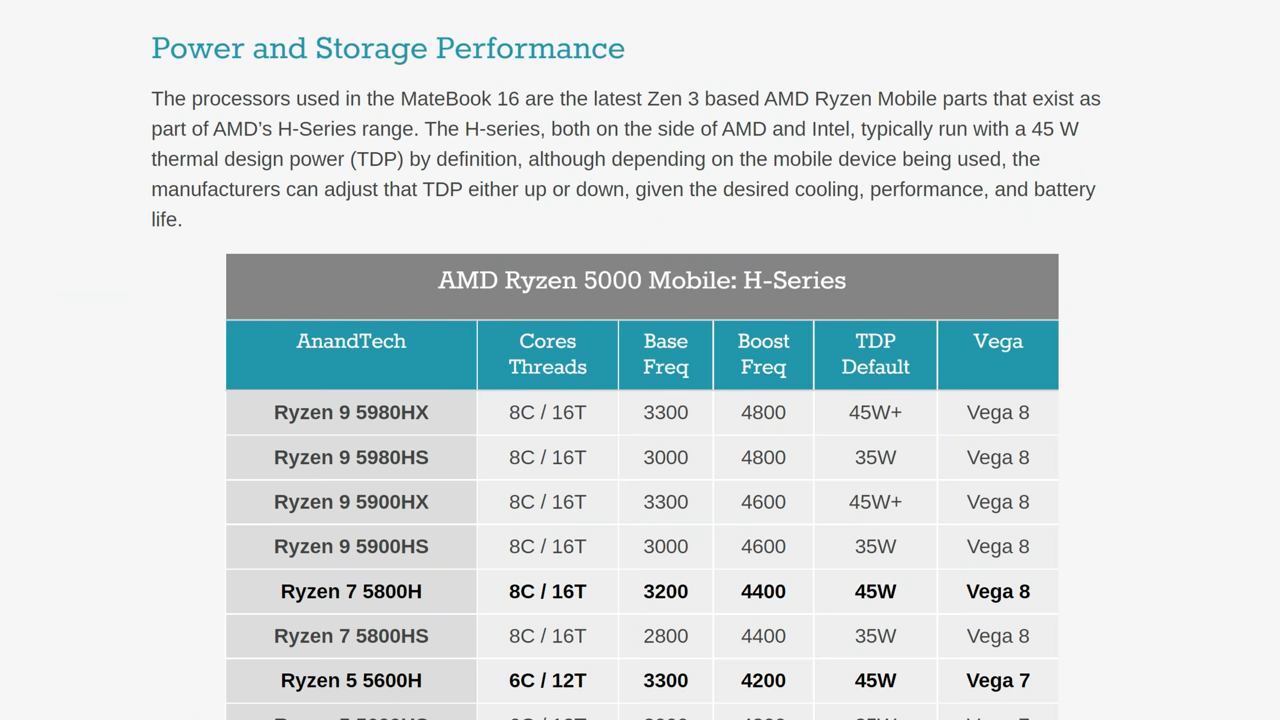 Power and Storage Performance
The processors used in the MateBook 16 are the latest Zen 3 based AMD Ryzen Mobile parts that exist as
part of AMD’s H-Series range. The H-series, both on the side of AMD and Intel, typically run with a 45 W
thermal design power (TDP) by definition, although depending on the mobile device being used, the
manufacturers can adjust that TDP either up or down, given the desired cooling, performance, and battery
life.
AMD Ryzen 5000 Mobile: H-Series
AnandTech Cores Threads Base Freq Boost Freq TDP Default Vega
Ryzen 9 5980HX 8C / 16T 3300 4800 45W+ Vega 8
Ryzen 9 5980HS 8C / 16T 3000 4800 35W Vega 8
Ryzen 9 5900HX 8C / 16T 3300 4600 45W+ Vega 8
Ryzen 9 5900HS 8C / 16T 3000 4600 35W Vega 8
Ryzen 7 5800H 8C / 16T 3200 4400 45W Vega 8
Ryzen 7 5800HS 8C / 16T 2800 4400 35W Vega 8
Ryzen 5 5600H 6C / 12T 3300 4200 45W Vega 7